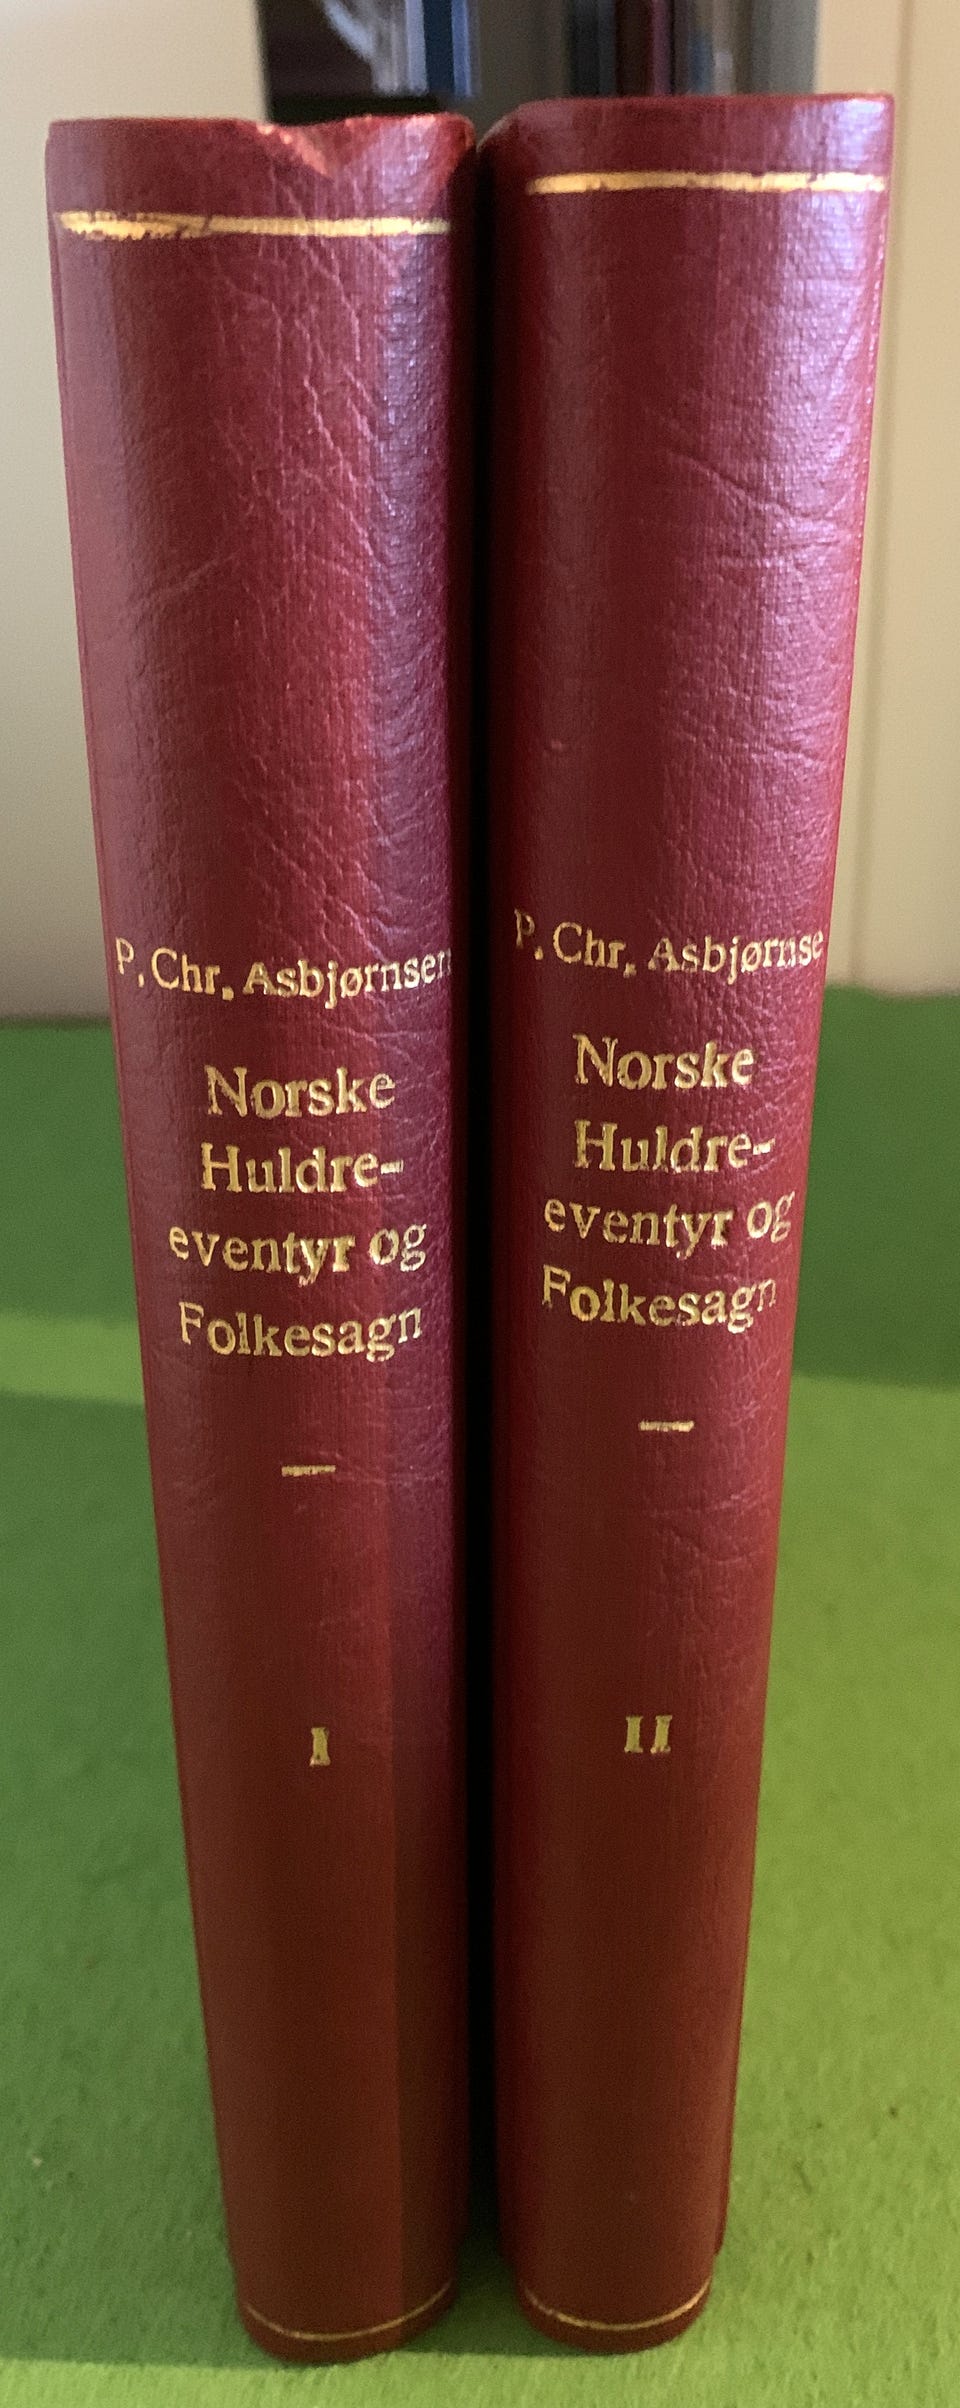 P. Chr. Asbjørnsen
Norske
Huldre-
eventyr og
Folkesagn
I
P. Chr. Asbjørnse
Norske
Huldre-
eventyr og
Folkesagn
II